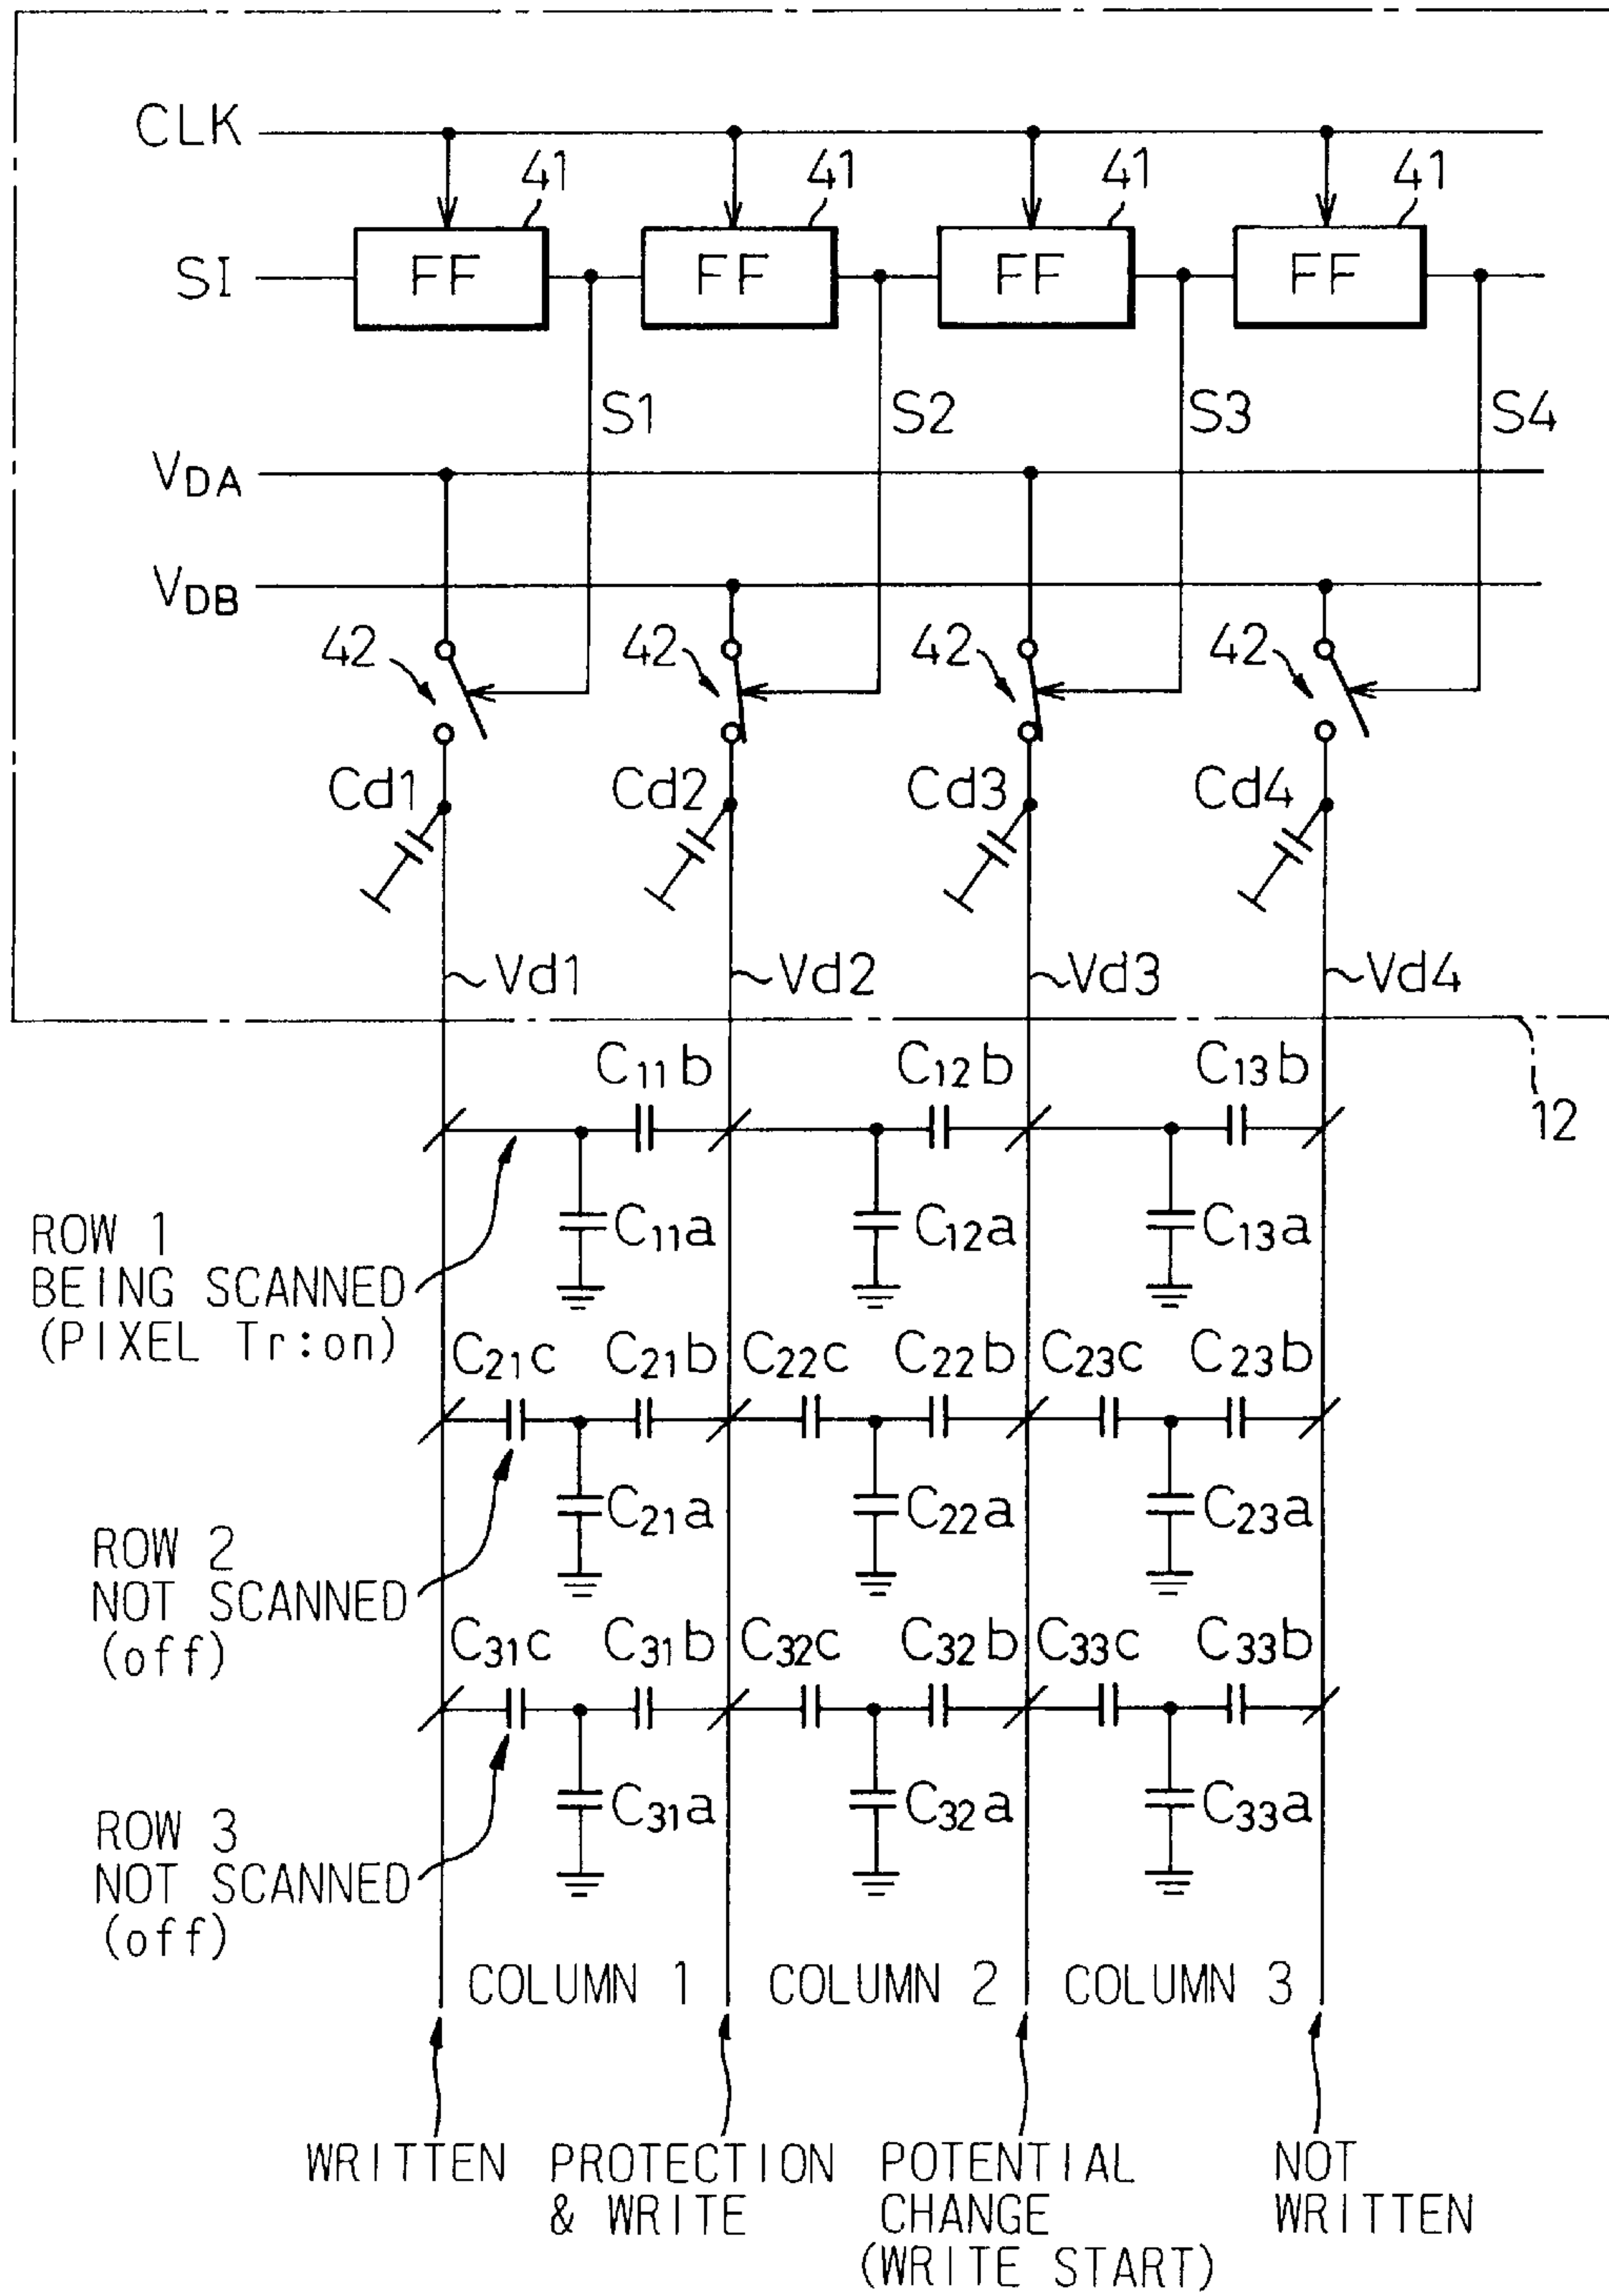 CLK
41 41 41 41
SI FF FF FF FF
S1 S2 S3 S4
VDA
VDB
42 42 42 42
Cd1 Cd2 Cd3 Cd4
Vd1 Vd2 Vd3 Vd4
12
C11b C12b C13b
C11a C12a C13a
ROW 1
BEING SCANNED
(PIXEL Tr:on)
C21c C21b C22c C22b C23c C23b
C21a C22a C23a
ROW 2
NOT SCANNED
(off)
C31c C31b C32c C32b C33c C33b
C31a C32a C33a
ROW 3
NOT SCANNED
(off)
COLUMN 1 COLUMN 2 COLUMN 3
WRITTEN
PROTECTION
& WRITE
POTENTIAL
CHANGE
(WRITE START)
NOT
WRITTEN